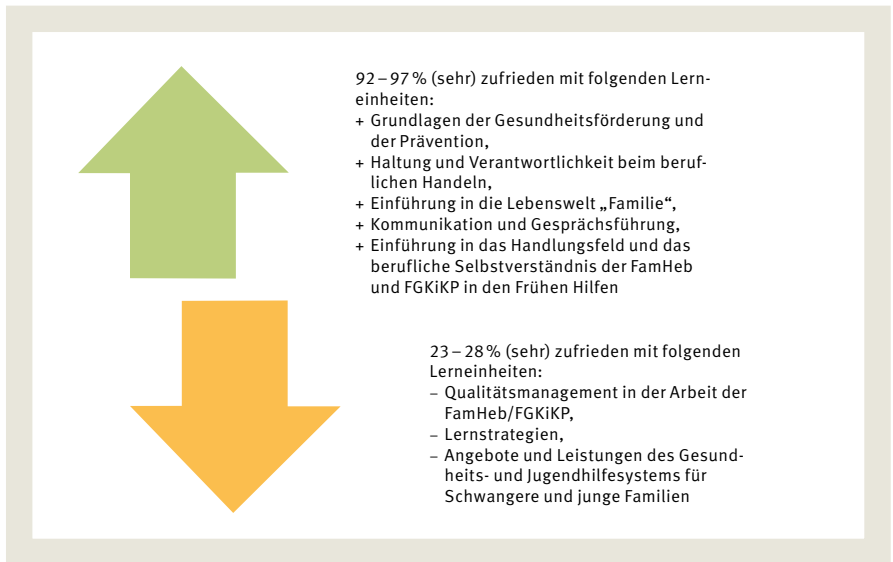 92 – 97 % (sehr) zufrieden mit folgenden Lern-
einheiten:
+ Grundlagen der Gesundheitsförderung und
der Prävention,
+ Haltung und Verantwortlichkeit beim beruf-
lichen Handeln,
+ Einführung in die Lebenswelt „Familie“,
+ Kommunikation und Gesprächsführung,
+ Einführung in das Handlungsfeld und das
berufliche Selbstverständnis der FamHeb
und FGKiKP in den Frühen Hilfen
23 – 28 % (sehr) zufrieden mit folgenden
Lerneinheiten:
– Qualitätsmanagement in der Arbeit der
FamHeb/FGKiKP,
– Lernstrategien,
– Angebote und Leistungen des Gesund-
heits- und Jugendhilfesystems für
Schwangere und junge Familien